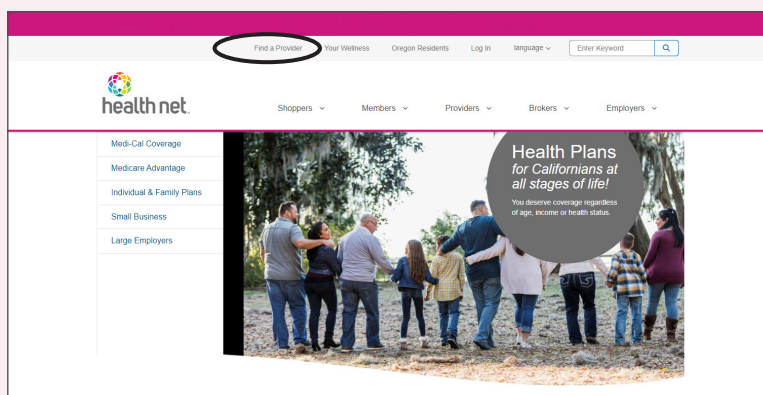 Find a Provider Your Wellness Oregon Residents Log In language Enter Keyword
health net
Shoppers Members Providers Brokers Employers
Medi-Cal Coverage
Medicare Advantage
Individual & Family Plans
Small Business
Large Employers
Health Plans
for Californians at
all stages of life!
You deserve coverage regardless
of age, income or health status.